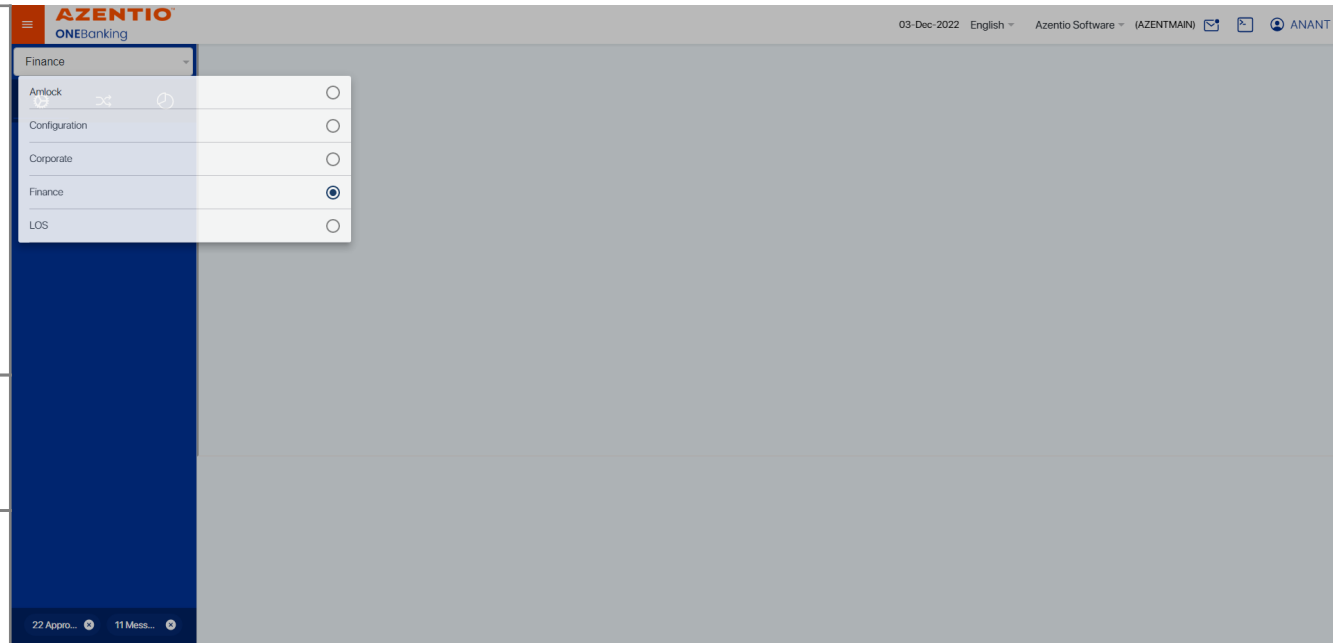 AZENTIO™
ONEBanking
03-Dec-2022 English Azentio Software (AZENTMAIN) ANANT
Finance
Amlock
Configuration
Corporate
Finance
LOS
22 Appro... 11 Mess...